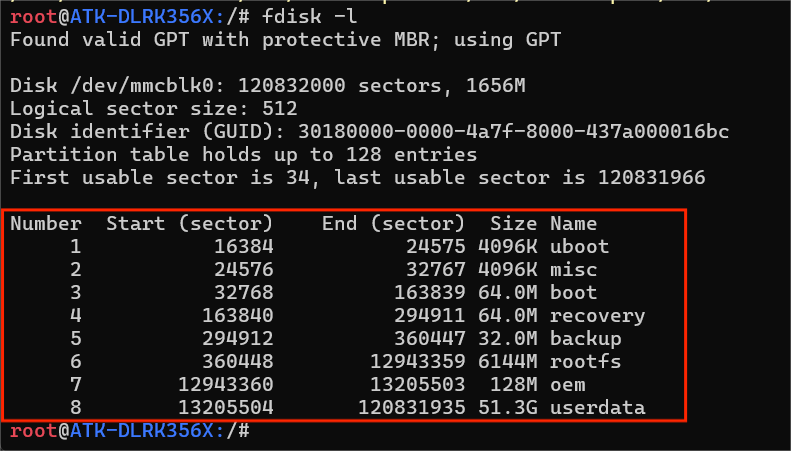 root@ATK-DLRK356X:/# fdisk -l
Found valid GPT with protective MBR; using GPT
Disk /dev/mmcblk0: 120832000 sectors, 1656M
Logical sector size: 512
Disk identifier (GUID): 30180000-0000-4a7f-8000-437a000016bc
Partition table holds up to 128 entries
First usable sector is 34, last usable sector is 120831966
Number  Start (sector)    End (sector)  Size Name
     1           16384           24575 4096K uboot
     2           24576           32767 4096K misc
     3           32768          163839 64.0M boot
     4          163840          294911 64.0M recovery
     5          294912          360447 32.0M backup
     6          360448        12943359 6144M rootfs
     7        12943360        13205503  128M oem
     8        13205504       120831935 51.3G userdata
root@ATK-DLRK356X:/#